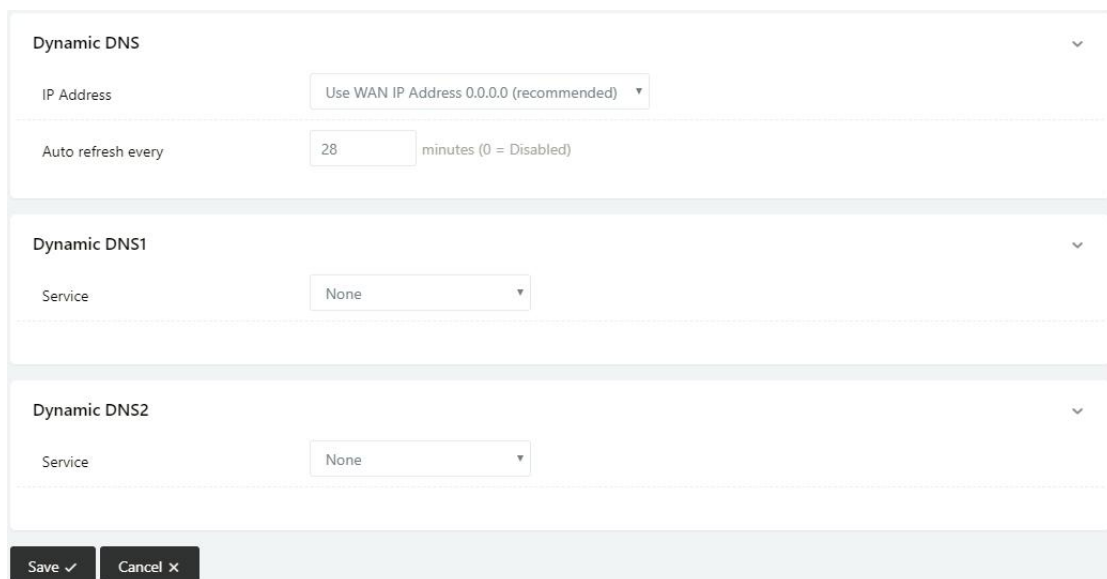 Dynamic DNS
IP Address Use WAN IP Address 0.0.0.0 (recommended)
Auto refresh every 28 minutes (0 = Disabled)
Dynamic DNS1
Service None
Dynamic DNS2
Service None
Save Cancel